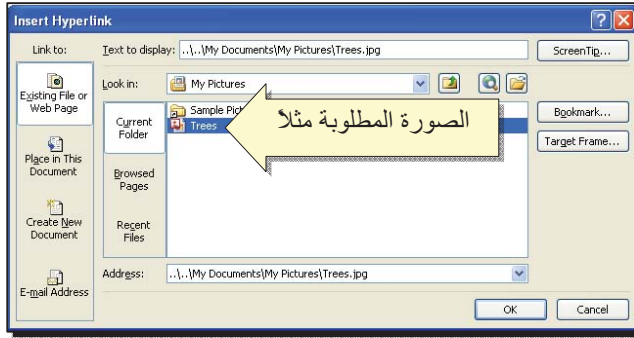 Insert Hyperlink
Link to:
Text to display: ..\..\My Documents\My Pictures\Trees.jpg
ScreenTip...
Existing File or
Web Page
Look in:
My Pictures
Current
Folder
Sample Pict
Trees
الصورة المطلوبة مثلاً
Bookmark...
Target Frame...
Place in This
Document
Browsed
Pages
Create New
Document
Recent
Files
E-mail Address
Address: ..\..\My Documents\My Pictures\Trees.jpg
OK
Cancel